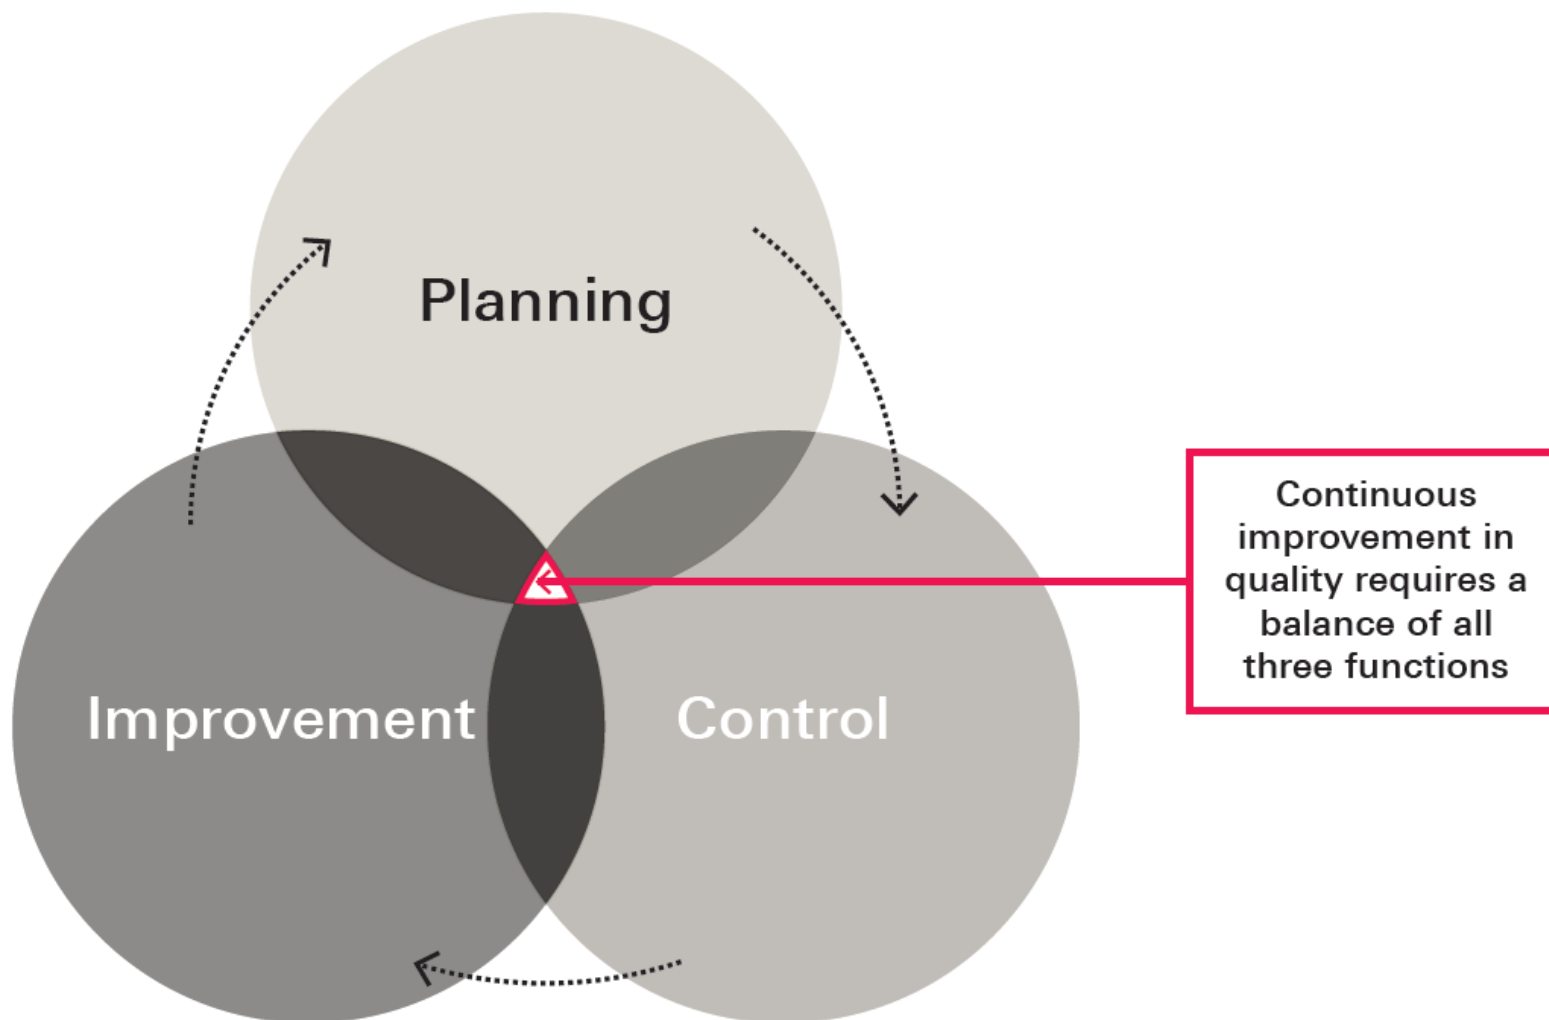 Planning
Improvement
Control
Continuous
improvement in
quality requires a
balance of all
three functions